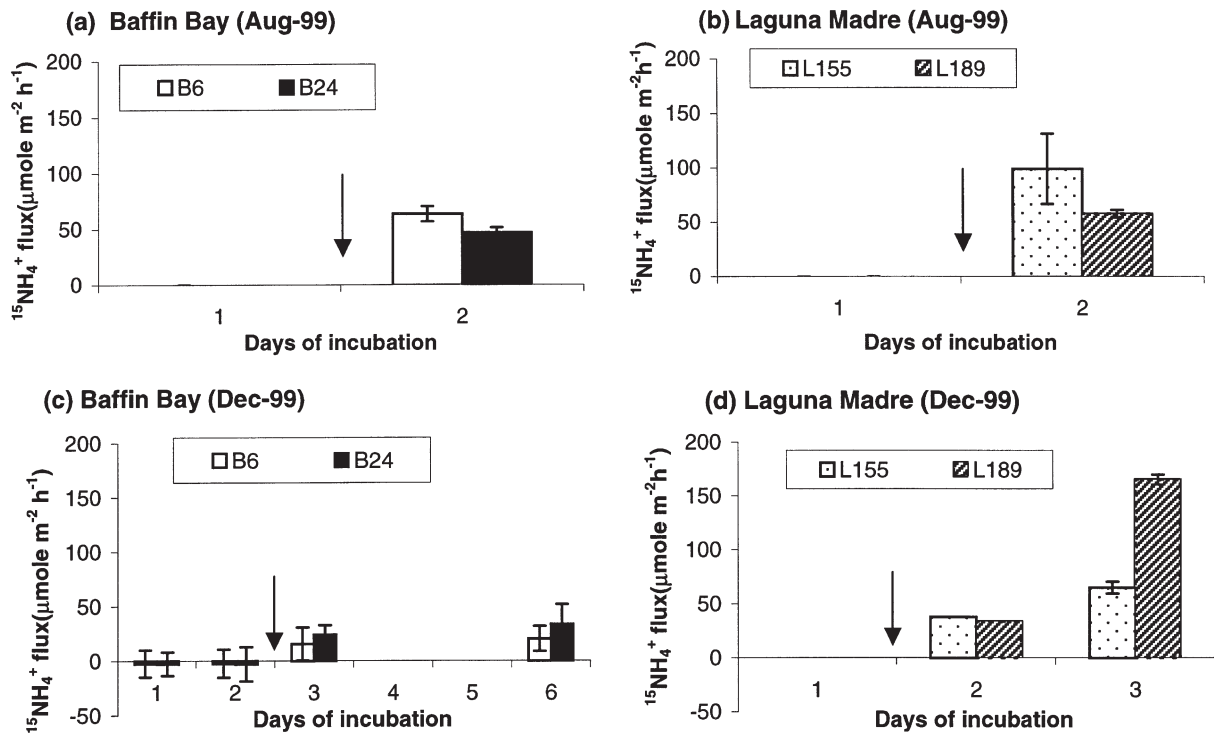 (a) Baffin Bay (Aug-99)
¹⁵NH₄⁺ flux(μmole m⁻² h⁻¹)
200
150
100
50
0
B6 B24
1 2
Days of incubation
(b) Laguna Madre (Aug-99)
¹⁵NH₄⁺ flux(μmole m⁻²h⁻¹)
200
150
100
50
0
L155 L189
1 2
Days of incubation
(c) Baffin Bay (Dec-99)
¹⁵NH₄⁺ flux(μmole m⁻² h⁻¹)
200
150
100
50
0
-50
B6 B24
1 2 3 4 5 6
Days of incubation
(d) Laguna Madre (Dec-99)
¹⁵NH₄⁺ flux(μmole m⁻²h⁻¹)
200
150
100
50
0
-50
L155 L189
1 2 3
Days of incubation